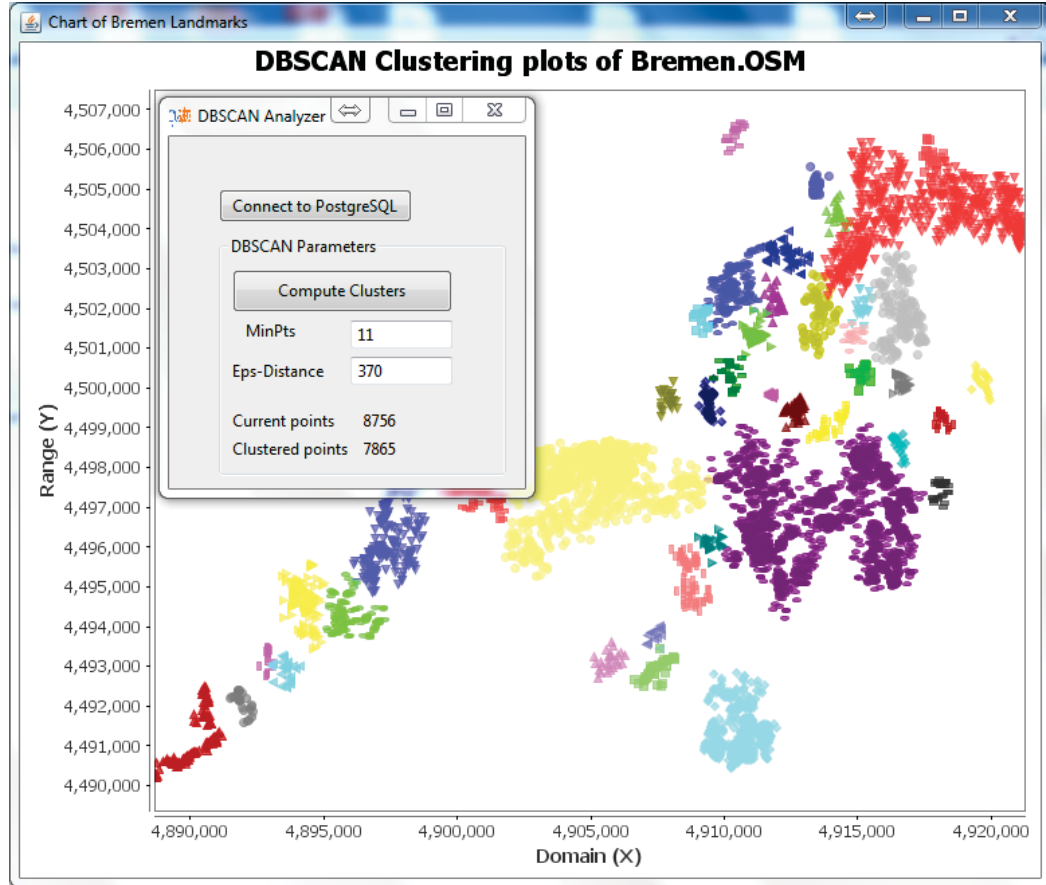 Chart of Bremen Landmarks
DBSCAN Clustering plots of Bremen.OSM
DBSCAN Analyzer
Connect to PostgreSQL
DBSCAN Parameters
Compute Clusters
MinPts 11
Eps-Distance 370
Current points 8756
Clustered points 7865
Range (Y)
4,507,000
4,506,000
4,505,000
4,504,000
4,503,000
4,502,000
4,501,000
4,500,000
4,499,000
4,498,000
4,497,000
4,496,000
4,495,000
4,494,000
4,493,000
4,492,000
4,491,000
4,490,000
4,890,000 4,895,000 4,900,000 4,905,000 4,910,000 4,915,000 4,920,000
Domain (X)